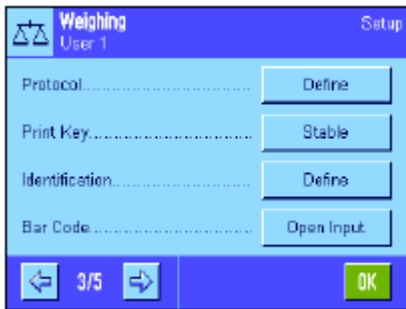 Weighing
User 1
Setup
Protocol................................ Define
Print Key............................... Stable
Identification.......................... Define
Bar Code................................ Open Input
3/5
OK